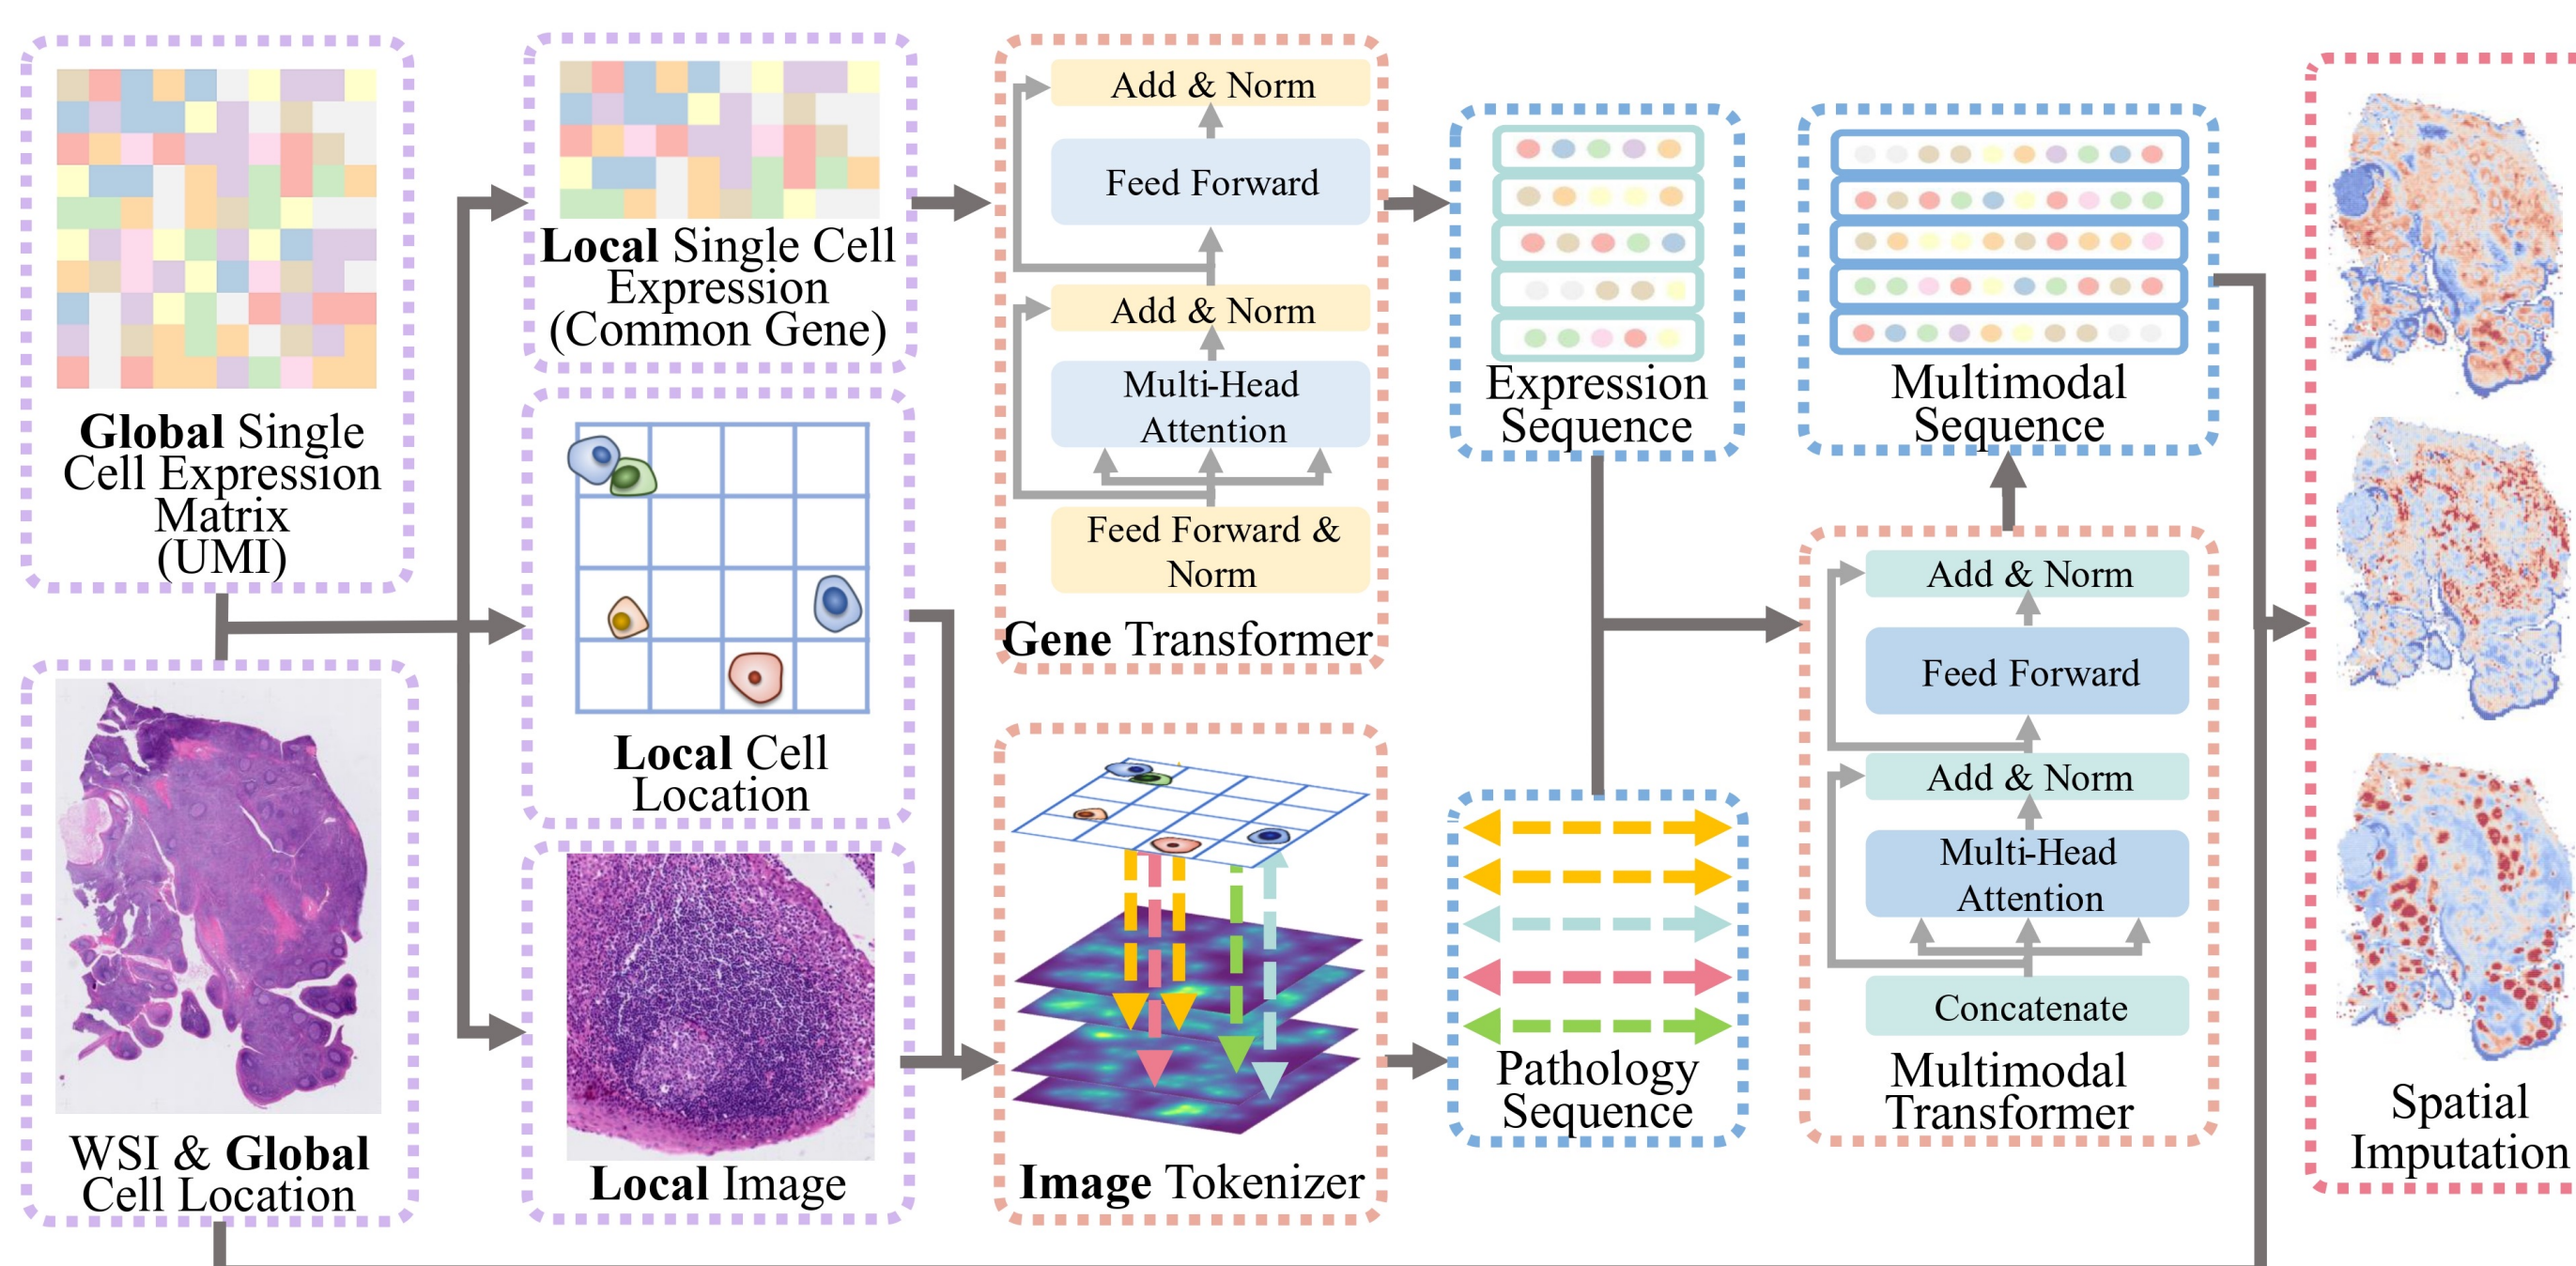 Global Single
Cell Expression
Matrix
(UMI)
WSI & Global
Cell Location
Local Single Cell
Expression
(Common Gene)
Local Cell
Location
Local Image
Add & Norm
Feed Forward
Add & Norm
Multi-Head
Attention
Feed Forward &
Norm
Gene Transformer
Image Tokenizer
Expression
Sequence
Pathology
Sequence
Multimodal
Sequence
Add & Norm
Feed Forward
Add & Norm
Multi-Head
Attention
Concatenate
Multimodal
Transformer
Spatial
Imputation